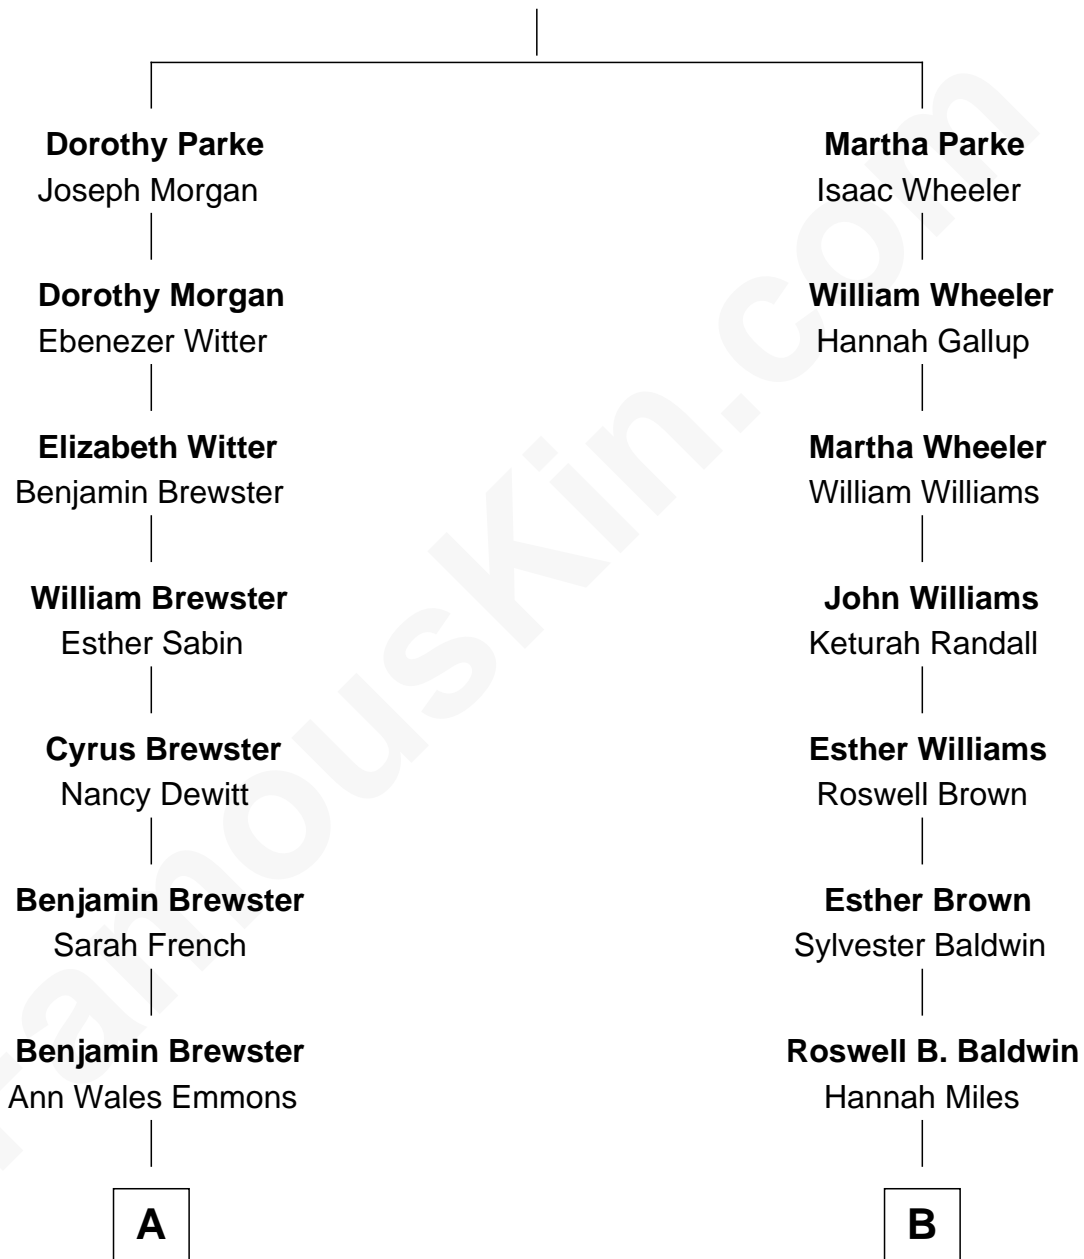 Dorothy Parke
Joseph Morgan
Dorothy Morgan
Ebenezer Witter
Elizabeth Witter
Benjamin Brewster
William Brewster
Esther Sabin
Cyrus Brewster
Nancy Dewitt
Benjamin Brewster
Sarah French
Benjamin Brewster
Ann Wales Emmons
A
Martha Parke
Isaac Wheeler
William Wheeler
Hannah Gallup
Martha Wheeler
William Williams
John Williams
Keturah Randall
Esther Williams
Roswell Brown
Esther Brown
Sylvester Baldwin
Roswell B. Baldwin
Hannah Miles
B
FamousKin.com